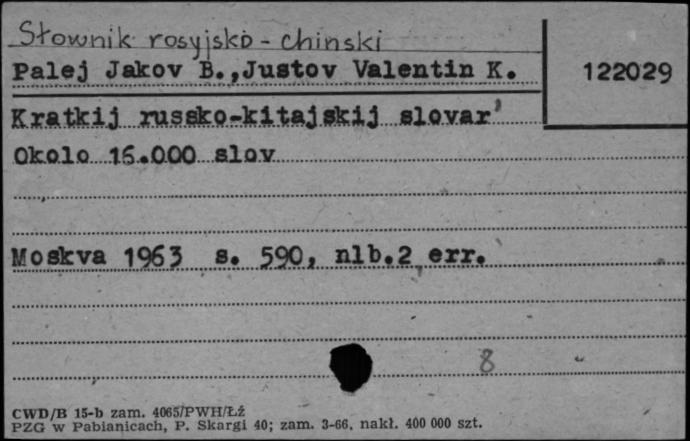 Słownik rosyjsko-chinski
Palej Jakov B.,Justov Valentin K.
122029
Kratkij russko-kitajskij slovar'
Okolo 16.000 slov
Moskva 1963 s. 590, nlb.2 err.
8
CWD/B 15-b zam. 4065/PWH/Łź
PZG w Pabianicach, P. Skargi 40; zam. 3-66, nakł. 400 000 szt.